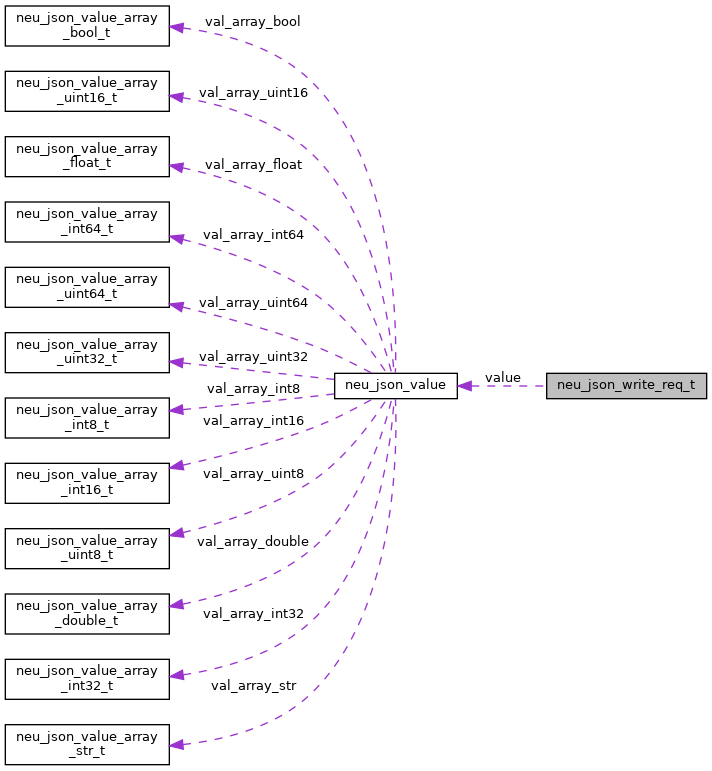 neu_json_value_array
_bool_t
val_array_bool
neu_json_value_array
_uint16_t
val_array_uint16
neu_json_value_array
_float_t
val_array_float
neu_json_value_array
_int64_t
val_array_int64
neu_json_value_array
_uint64_t
val_array_uint64
neu_json_value_array
_uint32_t
val_array_uint32
neu_json_value_array
_int8_t
val_array_int8
neu_json_value_array
_int16_t
val_array_int16
neu_json_value_array
_uint8_t
val_array_uint8
neu_json_value_array
_double_t
val_array_double
neu_json_value_array
_int32_t
val_array_int32
neu_json_value_array
_str_t
val_array_str
neu_json_value
value
neu_json_write_req_t